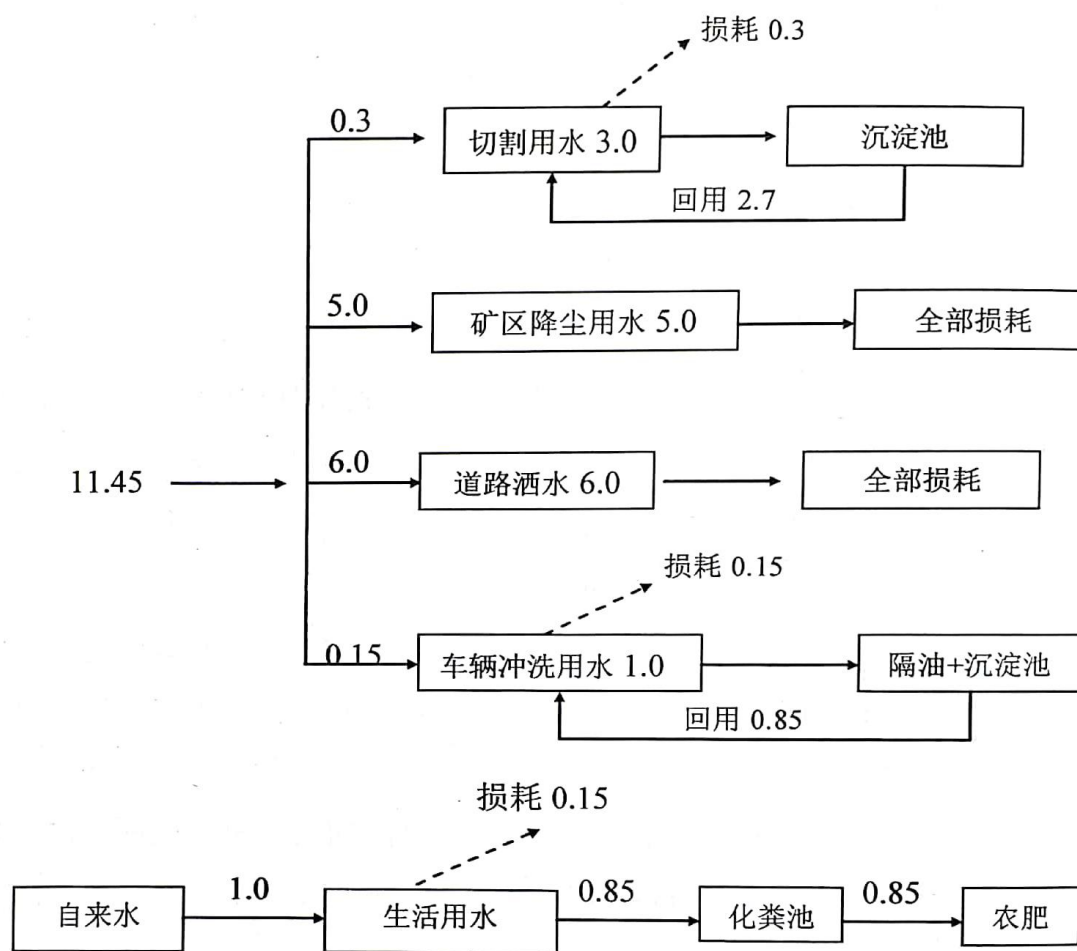 损耗 0.3
0.3
切割用水 3.0
沉淀池
回用 2.7
5.0
矿区降尘用水 5.0
全部损耗
11.45
6.0
道路洒水 6.0
全部损耗
损耗 0.15
0.15
车辆冲洗用水 1.0
隔油+沉淀池
回用 0.85
损耗 0.15
自来水
1.0
生活用水
0.85
化粪池
0.85
农肥